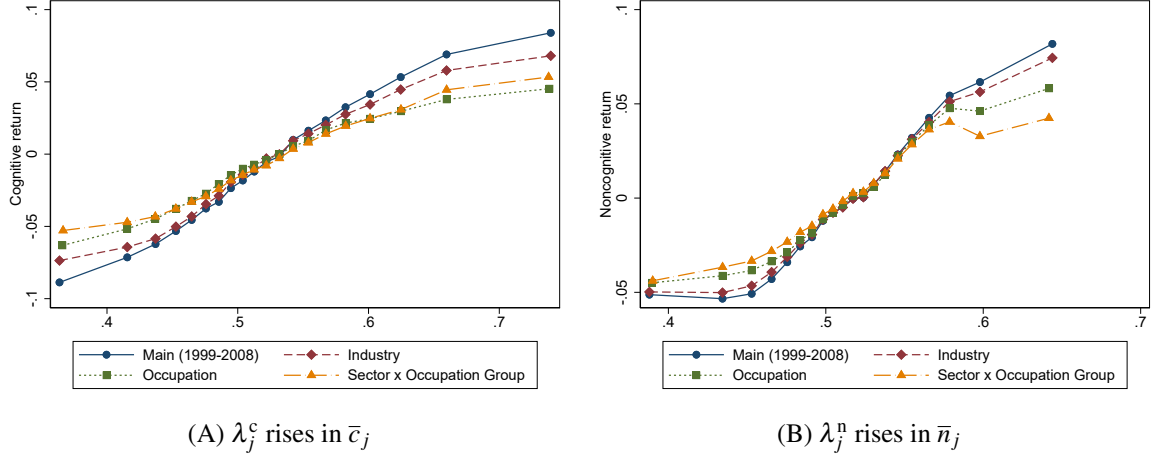 .1
.05
0
-.05
-.1
Cognitive return
.4 .5 .6 .7
Main (1999-2008) Industry
Occupation Sector x Occupation Group
(A) λ_j^c rises in c̄_j
.1
.05
0
-.05
Noncognitive return
.4 .5 .6 .7
Main (1999-2008) Industry
Occupation Sector x Occupation Group
(B) λ_j^n rises in n̄_j